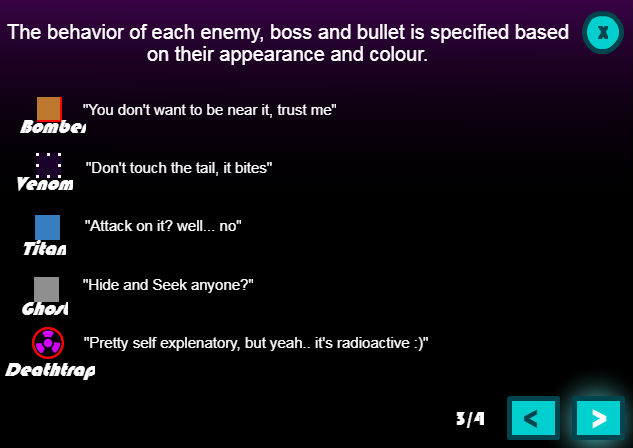 The behavior of each enemy, boss and bullet is specified based
on their appearance and colour.
X
"You don't want to be near it, trust me"
Bomber
"Don't touch the tail, it bites"
Venom
"Attack on it? well... no"
Titan
"Hide and Seek anyone?"
Ghost
"Pretty self explenatory, but yeah.. it's radioactive :)"
Deathtrap
3/4
< >